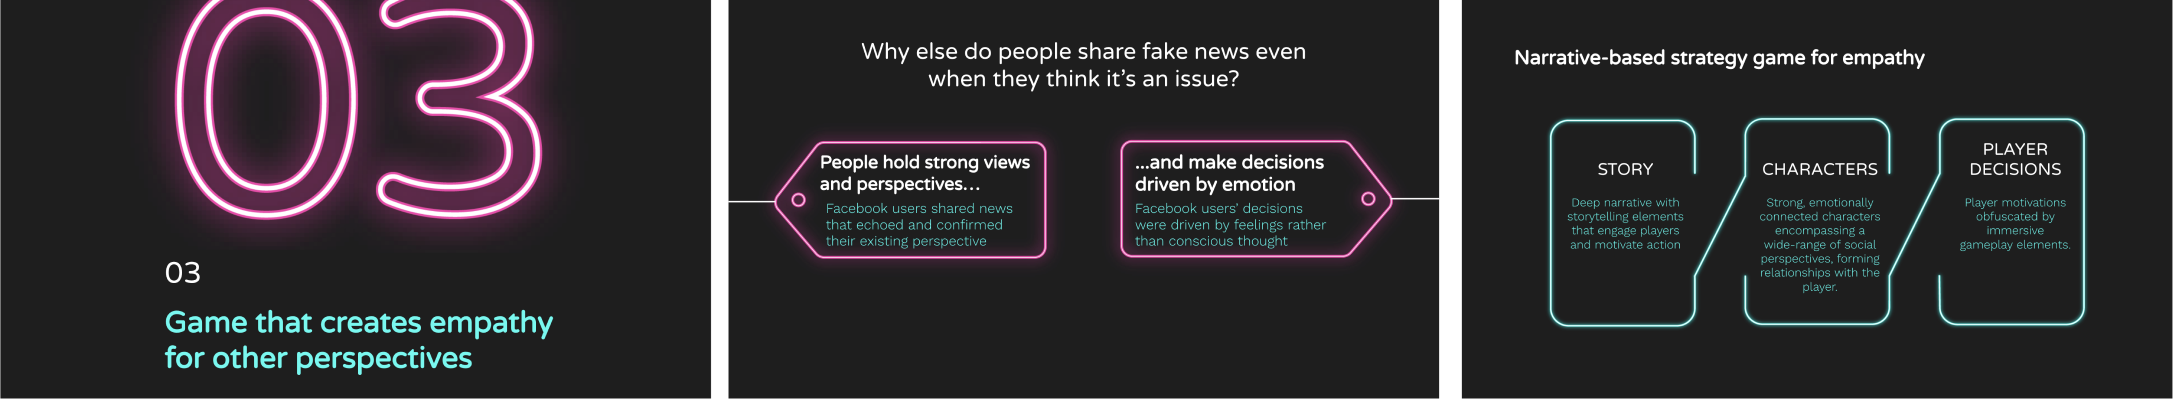 03
03
Game that creates empathy
for other perspectives
Why else do people share fake news even
when they think it's an issue?
People hold strong views
and perspectives...
Facebook users shared news
that echoed and confirmed
their existing perspective
...and make decisions
driven by emotion
Facebook users' decisions
were driven by feelings rather
than conscious thought
Narrative-based strategy game for empathy
STORY
Deep narrative with
storytelling elements
that engage players
and motivate action
CHARACTERS
Strong, emotionally
connected characters
encompassing a
wide-range of social
perspectives, forming
relationships with the
player.
PLAYER
DECISIONS
Player motivations
obfuscated by
immersive
gameplay elements.